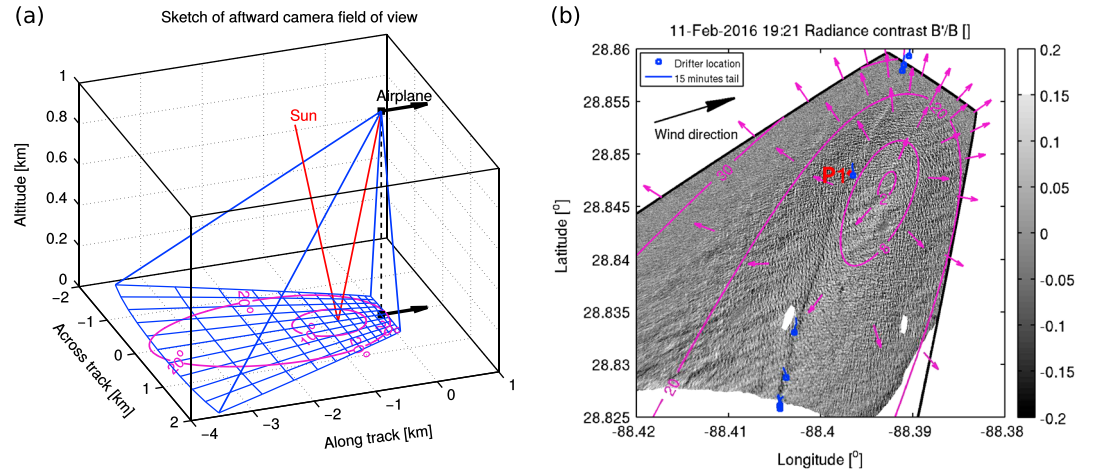 (a)
Sketch of aftward camera field of view
1
0.8
0.6
0.4
0.2
0
Altitude [km]
Airplane
Sun
20°
20°
10°
−2
−1
0
1
2
Across track [km]
−4
−3
−2
−1
0
1
Along track [km]
(b)
11-Feb-2016 19:21 Radiance contrast B'/B []
28.86
28.855
28.85
28.845
28.84
28.835
28.83
28.825
Latitude [°]
Drifter location
15 minutes tail
Wind direction
P1
30
20
-88.42
-88.41
-88.4
-88.39
-88.38
Longitude [°]
0.2
0.15
0.1
0.05
0
-0.05
-0.1
-0.15
-0.2